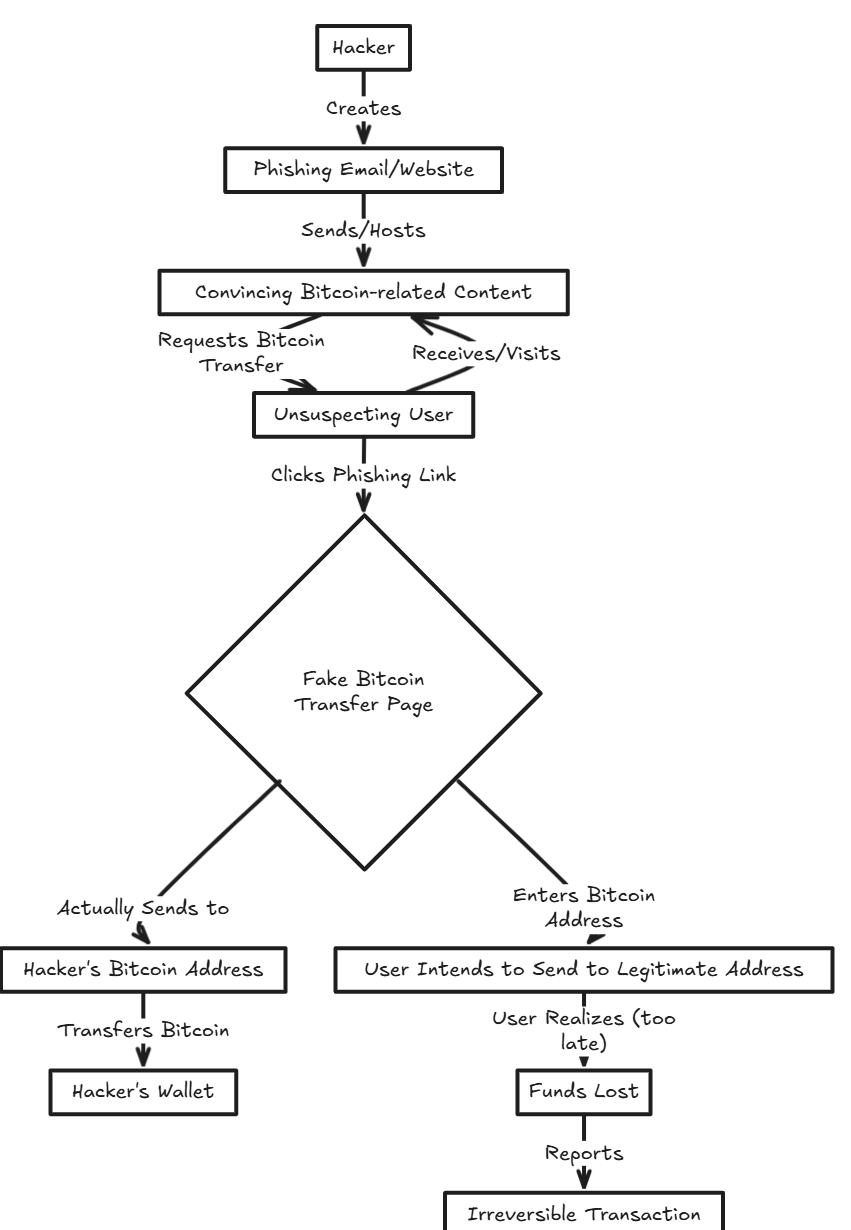 Hacker
Creates
Phishing Email/Website
Sends/Hosts
Convincing Bitcoin-related Content
Requests Bitcoin
Transfer
Receives/Visits
Unsuspecting User
Clicks Phishing Link
Fake Bitcoin
Transfer Page
Actually Sends to
Enters Bitcoin
Address
Hacker's Bitcoin Address
User Intends to Send to Legitimate Address
Transfers Bitcoin
User Realizes (too
late)
Hacker's Wallet
Funds Lost
Reports
Irreversible Transaction